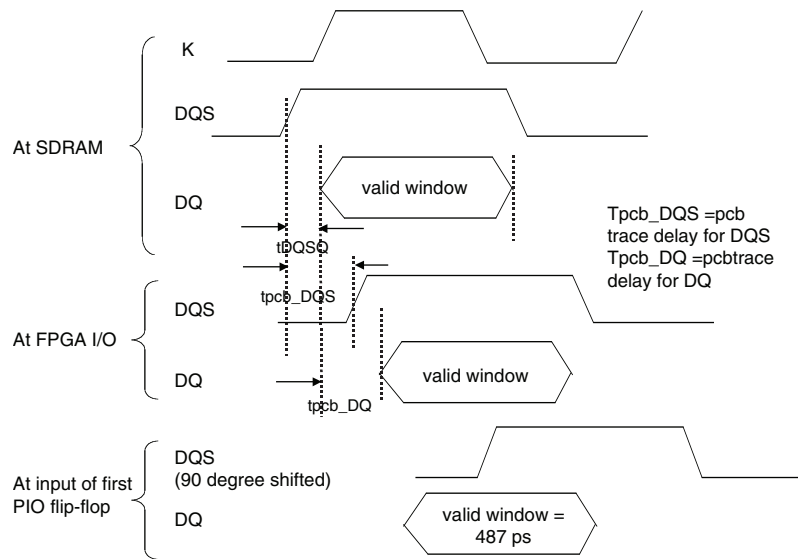 K
DQS
At SDRAM
DQ
valid window
tDQSQ
Tpcb_DQS =pcb
trace delay for DQS
Tpcb_DQ =pcbtrace
delay for DQ
tpcb_DQS
DQS
At FPGA I/O
DQ
valid window
tpcb_DQ
DQS
(90 degree shifted)
At input of first
PIO flip-flop
DQ
valid window =
487 ps